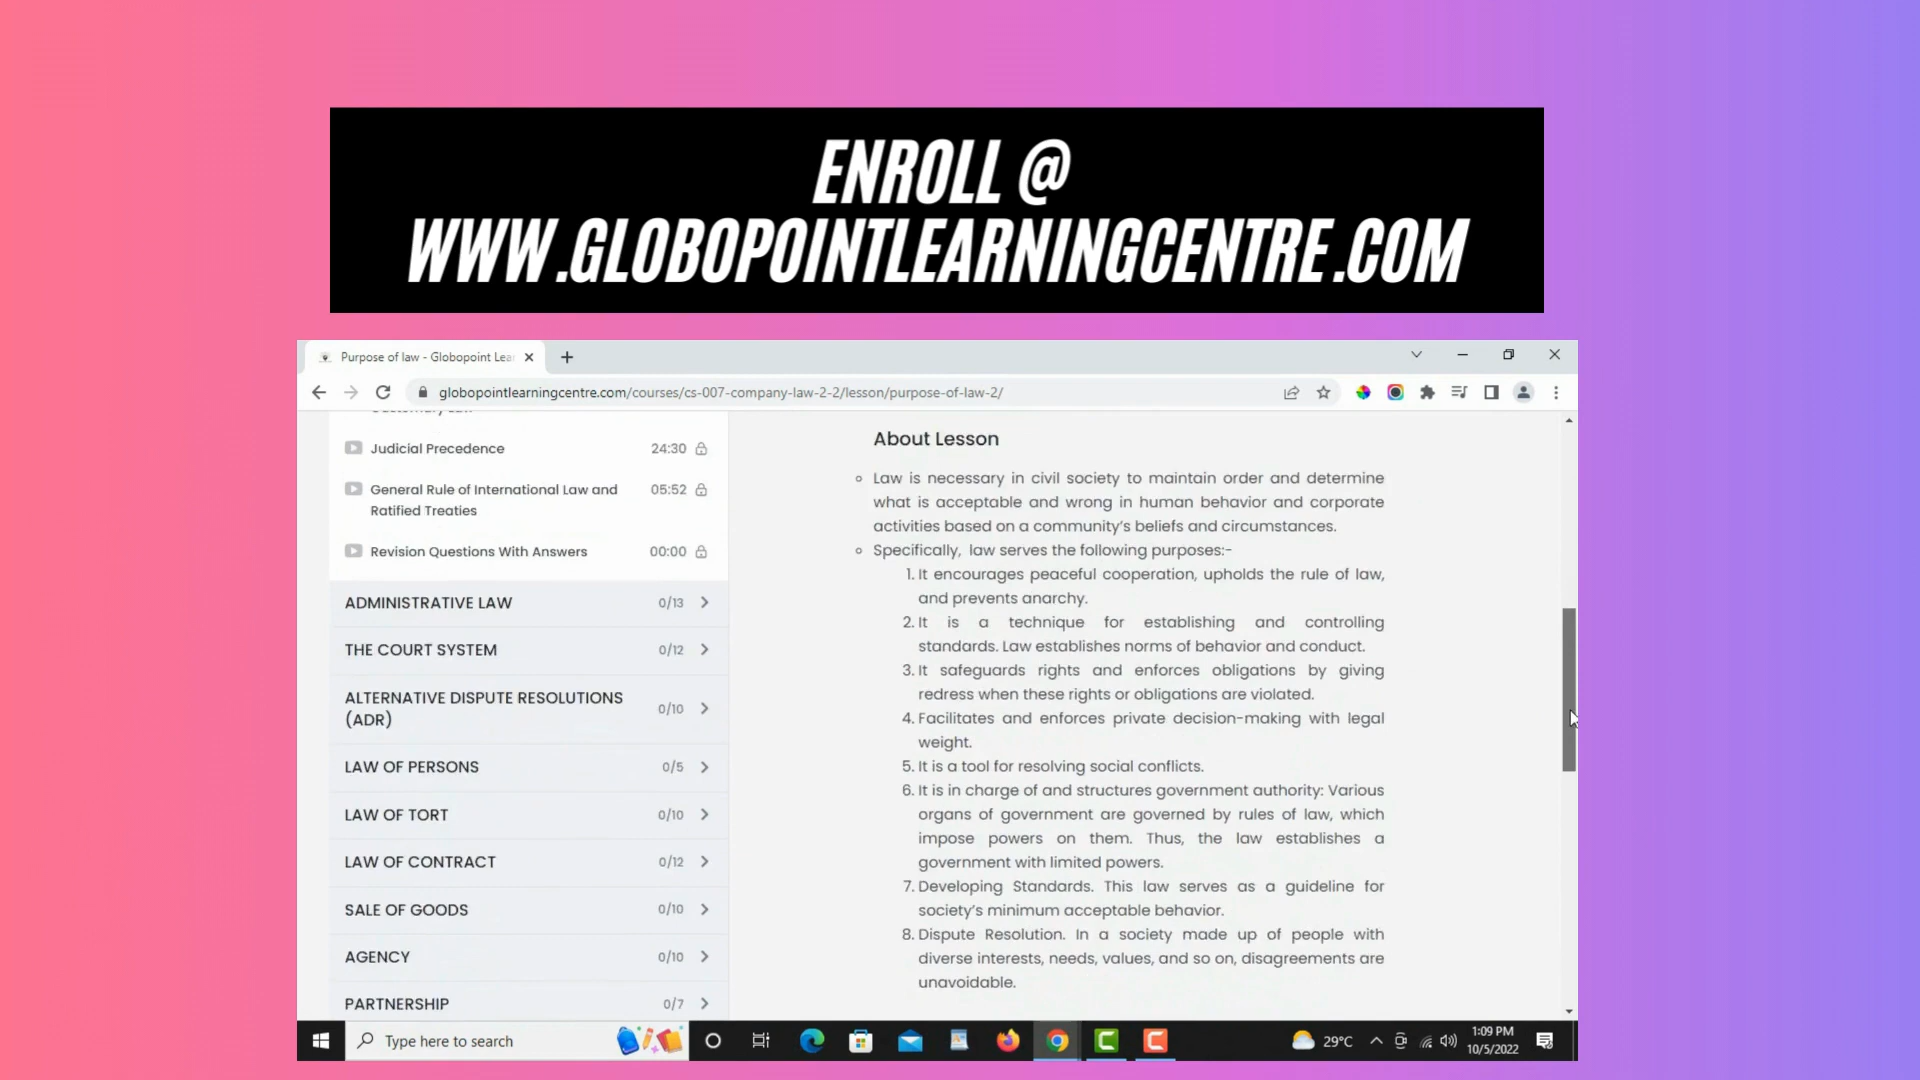 ENROLL @
WWW.GLOBOPOINTLEARNINGCENTRE.COM
Purpose of law - Globopoint Lea
globopointlearningcentre.com/courses/cs-007-company-law-2-2/lesson/purpose-of-law-2/
Judicial Precedence 24:30
General Rule of International Law and 05:52
Ratified Treaties
Revision Questions With Answers 00:00
ADMINISTRATIVE LAW 0/13
THE COURT SYSTEM 0/12
ALTERNATIVE DISPUTE RESOLUTIONS
(ADR) 0/10
LAW OF PERSONS 0/5
LAW OF TORT 0/10
LAW OF CONTRACT 0/12
SALE OF GOODS 0/10
AGENCY 0/10
PARTNERSHIP 0/7
About Lesson
Law is necessary in civil society to maintain order and determine
what is acceptable and wrong in human behavior and corporate
activities based on a community's beliefs and circumstances.
Specifically, law serves the following purposes:-
1. It encourages peaceful cooperation, upholds the rule of law,
and prevents anarchy.
2. It is a technique for establishing and controlling
standards. Law establishes norms of behavior and conduct.
3. It safeguards rights and enforces obligations by giving
redress when these rights or obligations are violated.
4. Facilitates and enforces private decision-making with legal
weight.
5. It is a tool for resolving social conflicts.
6. It is in charge of and structures government authority: Various
organs of government are governed by rules of law, which
impose powers on them. Thus, the law establishes a
government with limited powers.
7. Developing Standards. This law serves as a guideline for
society's minimum acceptable behavior.
8. Dispute Resolution. In a society made up of people with
diverse interests, needs, values, and so on, disagreements are
unavoidable.
Type here to search
29°C
1:09 PM
10/5/2022